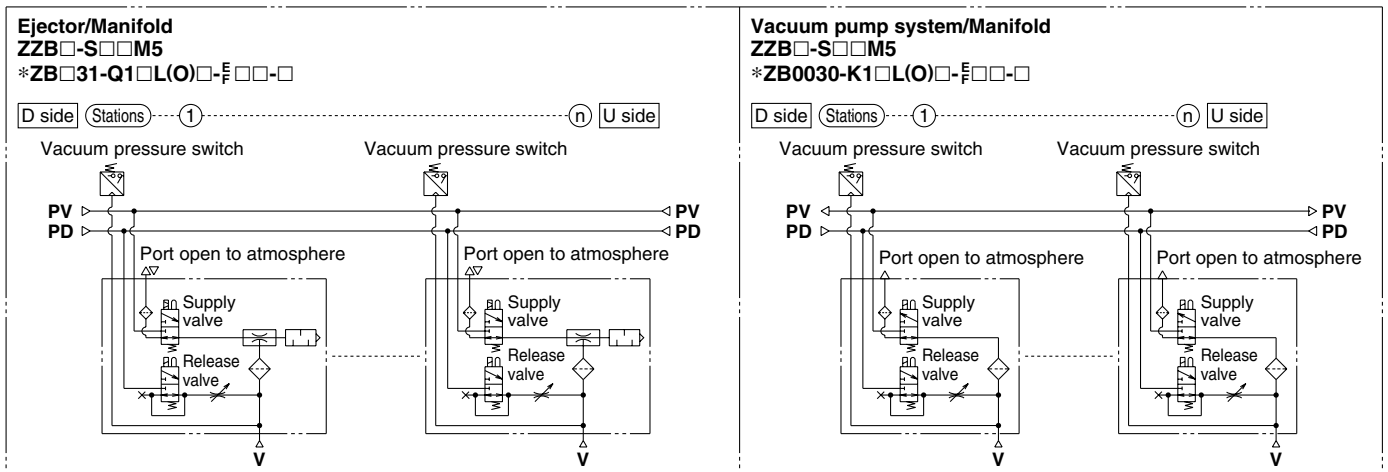 Ejector/Manifold
ZZB□-S□□M5
*ZB□31-Q1□L(O)□-E/F□□-□
D side Stations 1 n U side
Vacuum pressure switch Vacuum pressure switch
PV PV
PD PD
Port open to atmosphere Port open to atmosphere
Supply valve Supply valve
Release valve Release valve
V V
Vacuum pump system/Manifold
ZZB□-S□□M5
*ZB0030-K1□L(O)□-E/F□□-□
D side Stations 1 n U side
Vacuum pressure switch Vacuum pressure switch
PV PV
PD PD
Port open to atmosphere Port open to atmosphere
Supply valve Supply valve
Release valve Release valve
V V